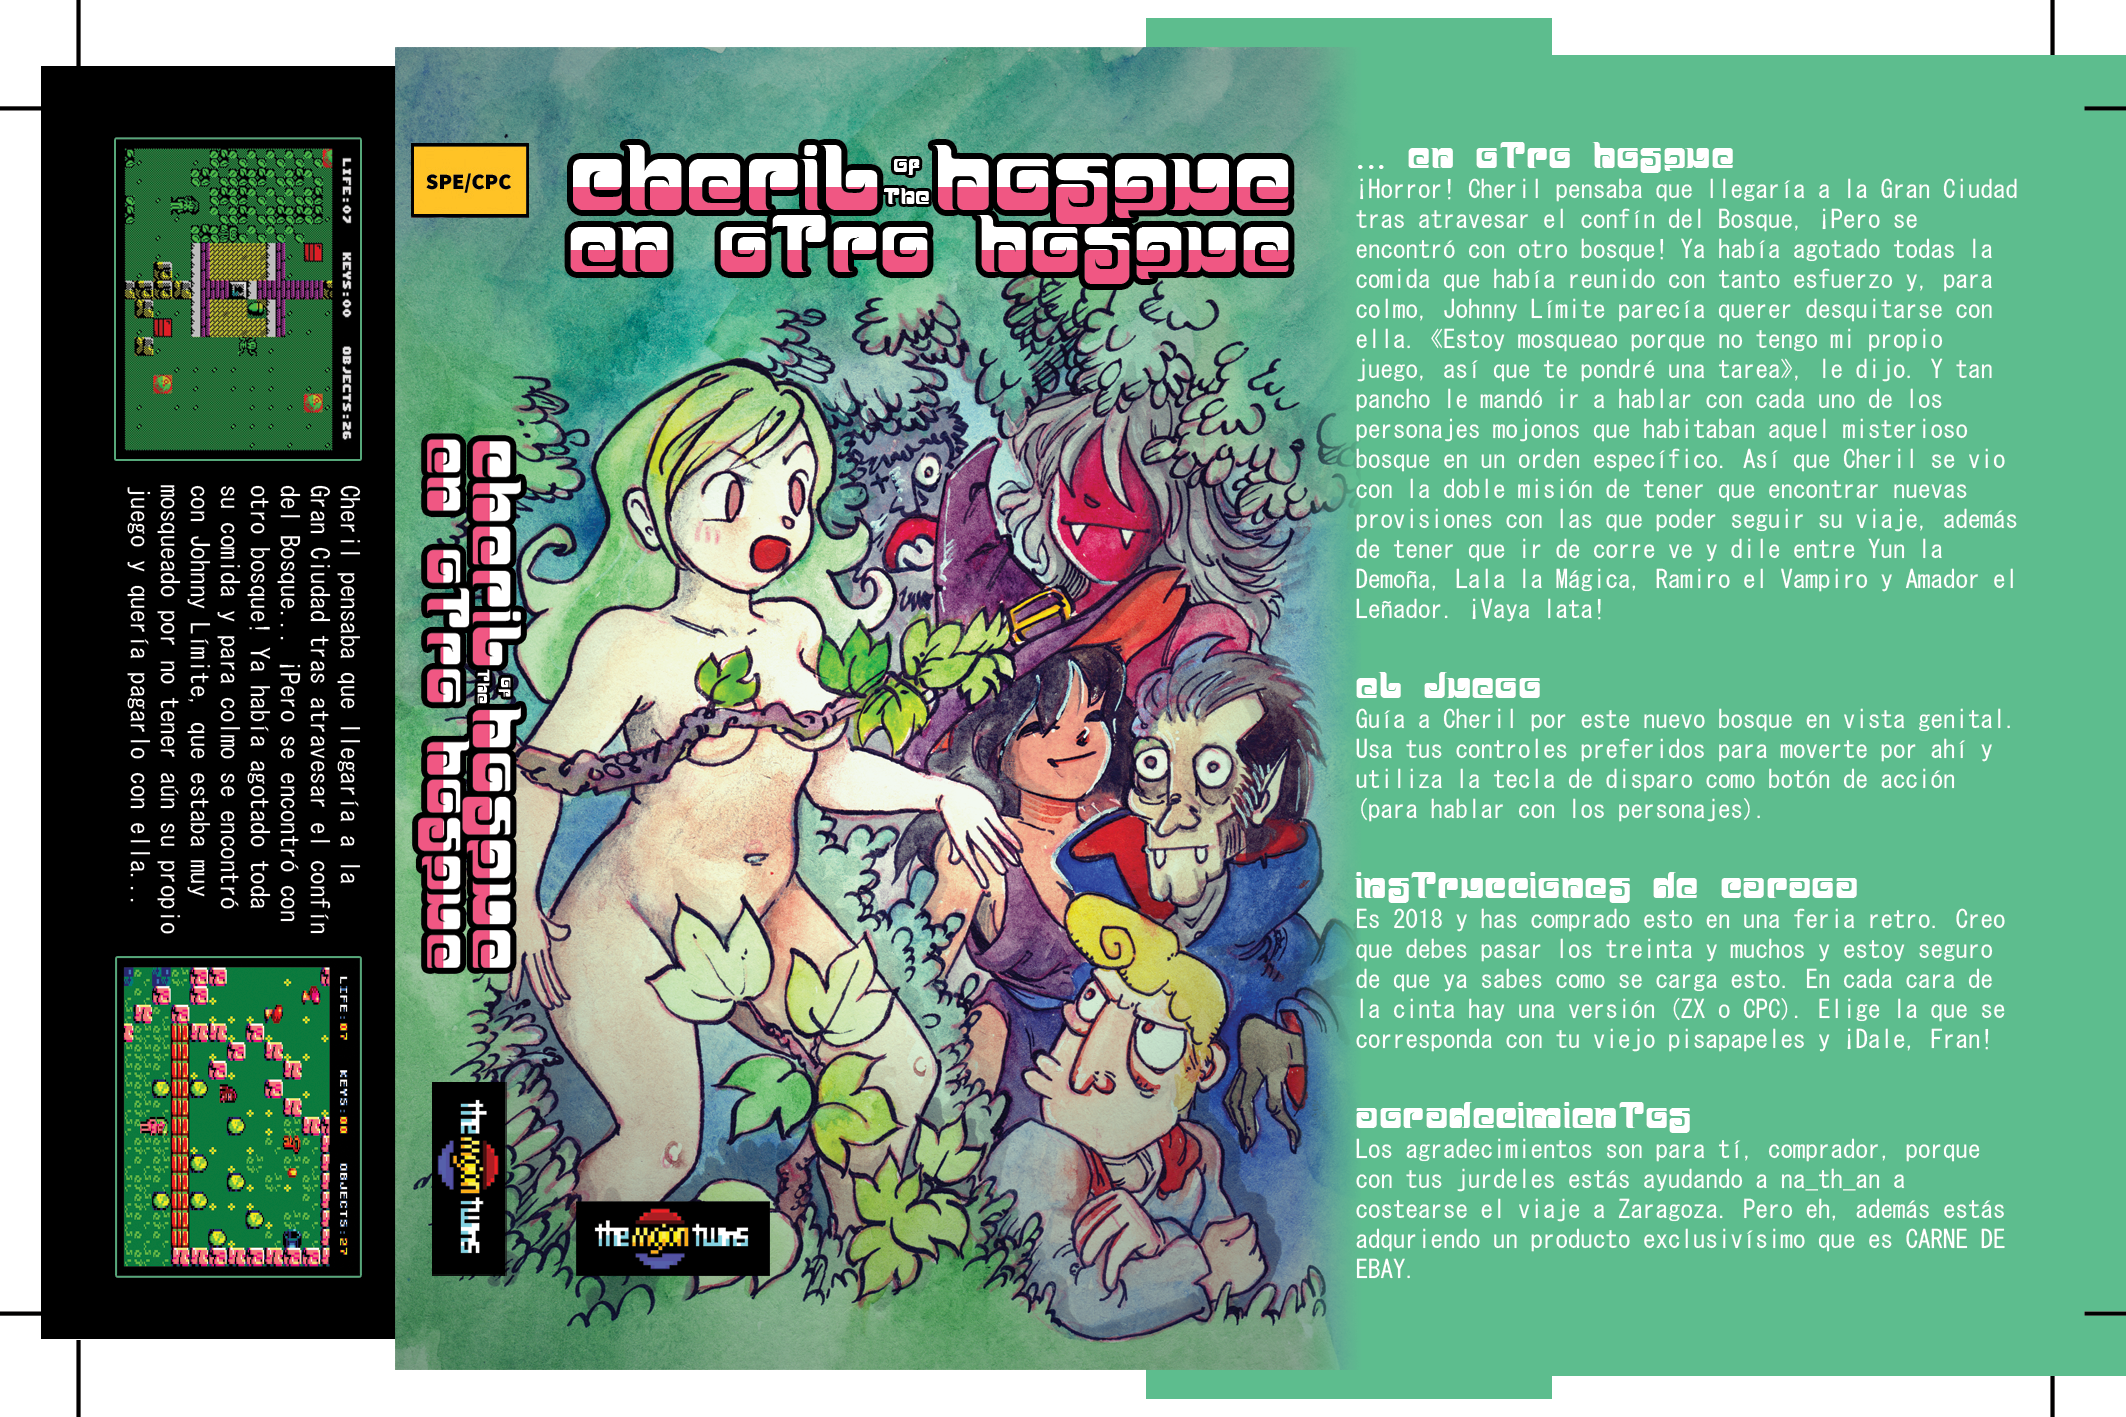 LIFE:07 KEYS:00 OBJECTS:26
Cheril pensaba que llegaría a la
Gran Ciudad tras atravesar el confín
del Bosque... ¡Pero se encontró con
otro bosque! Ya había agotado toda
su comida y para colmo se encontró
con Johnny Límite, que estaba muy
mosqueado por no tener aún su propio
juego y quería pagarlo con ella...
LIFE:07 KEYS:00 OBJECTS:27
cheril of the bosque
en otro bosque
the mojon twins
SPE/CPC
cheril of the bosque
en otro bosque
the mojon twins
... en otro bosque
¡Horror! Cheril pensaba que llegaría a la Gran Ciudad
tras atravesar el confín del Bosque, ¡Pero se
encontró con otro bosque! Ya había agotado todas la
comida que había reunido con tanto esfuerzo y, para
colmo, Johnny Límite parecía querer desquitarse con
ella. 《Estoy mosqueao porque no tengo mi propio
juego, así que te pondré una tarea》, le dijo. Y tan
pancho le mandó ir a hablar con cada uno de los
personajes mojonos que habitaban aquel misterioso
bosque en un orden específico. Así que Cheril se vio
con la doble misión de tener que encontrar nuevas
provisiones con las que poder seguir su viaje, además
de tener que ir de corre ve y dile entre Yun la
Demoña, Lala la Mágica, Ramiro el Vampiro y Amador el
Leñador. ¡Vaya lata!
el juego
Guía a Cheril por este nuevo bosque en vista genital.
Usa tus controles preferidos para moverte por ahí y
utiliza la tecla de disparo como botón de acción
(para hablar con los personajes).
instrucciones de caraga
Es 2018 y has comprado esto en una feria retro. Creo
que debes pasar los treinta y muchos y estoy seguro
de que ya sabes como se carga esto. En cada cara de
la cinta hay una versión (ZX o CPC). Elige la que se
corresponda con tu viejo pisapapeles y ¡Dale, Fran!
agradecimientos
Los agradecimientos son para tí, comprador, porque
con tus jurdeles estás ayudando a na_th_an a
costearse el viaje a Zaragoza. Pero eh, además estás
adquriendo un producto exclusivísimo que es CARNE DE
EBAY.